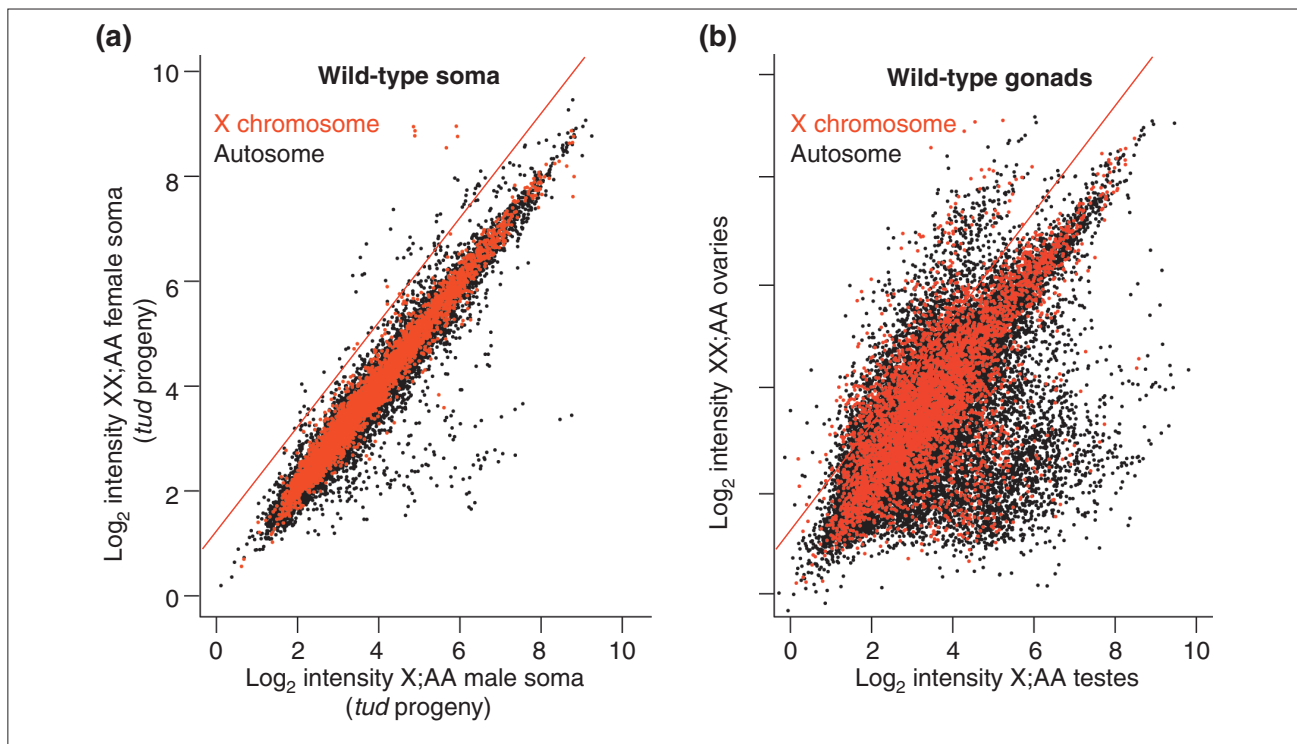 (a)
Wild-type soma
X chromosome
Autosome
10
8
6
4
2
0
Log₂ intensity XX;AA female soma
(tud progeny)
0 2 4 6 8 10
Log₂ intensity X;AA male soma
(tud progeny)
(b)
Wild-type gonads
X chromosome
Autosome
Log₂ intensity XX;AA ovaries
0 2 4 6 8 10
Log₂ intensity X;AA testes